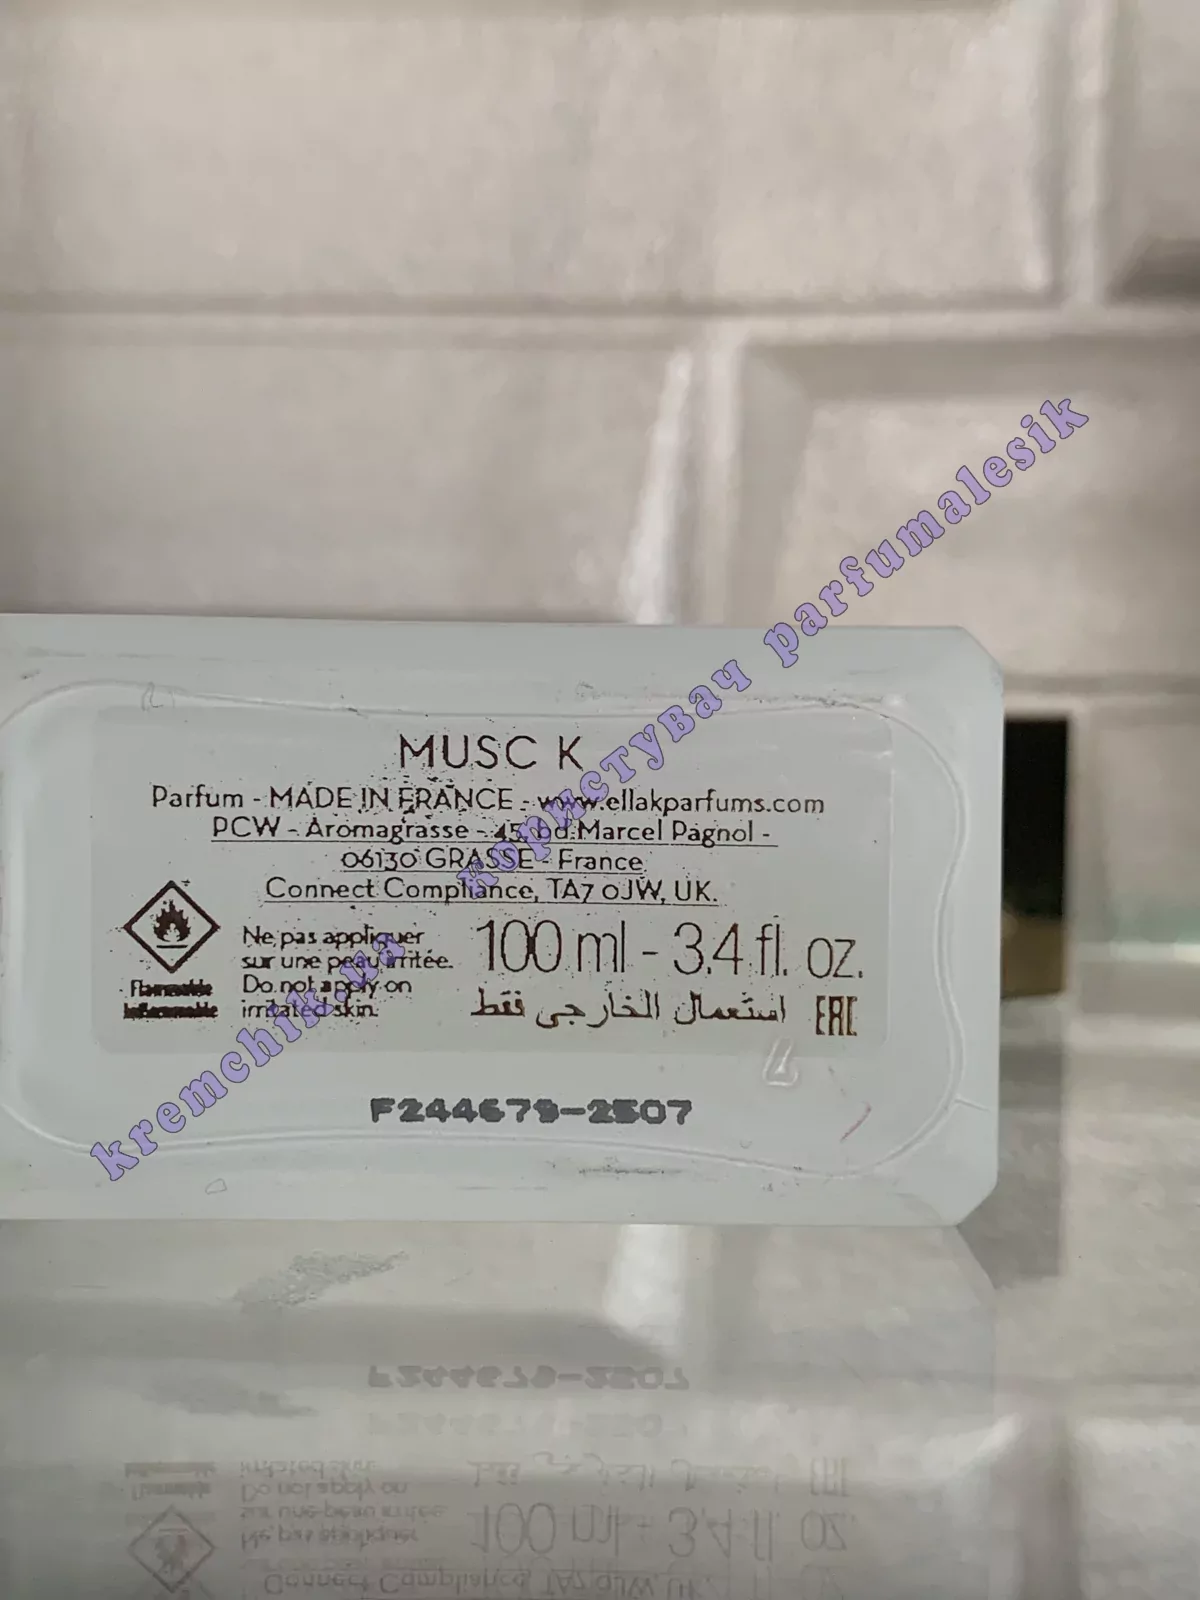 MUSC K
Parfum - MADE IN FRANCE - www.ellakparfums.com
PCW - Aromagrasse - 45, bd.Marcel Pagnol -
06130 GRASSE - France
Connect Compliance, TA7 0JW, UK.
Ne pas appliquer
sur une peau irritée.
Do not apply on
irritated skin.
Flammable
Inflammable
100 ml - 3.4 fl. oz.
استعمال الخارجي فقط
EAC
F244679-2507
kremchik.ua користувач parfumalesik